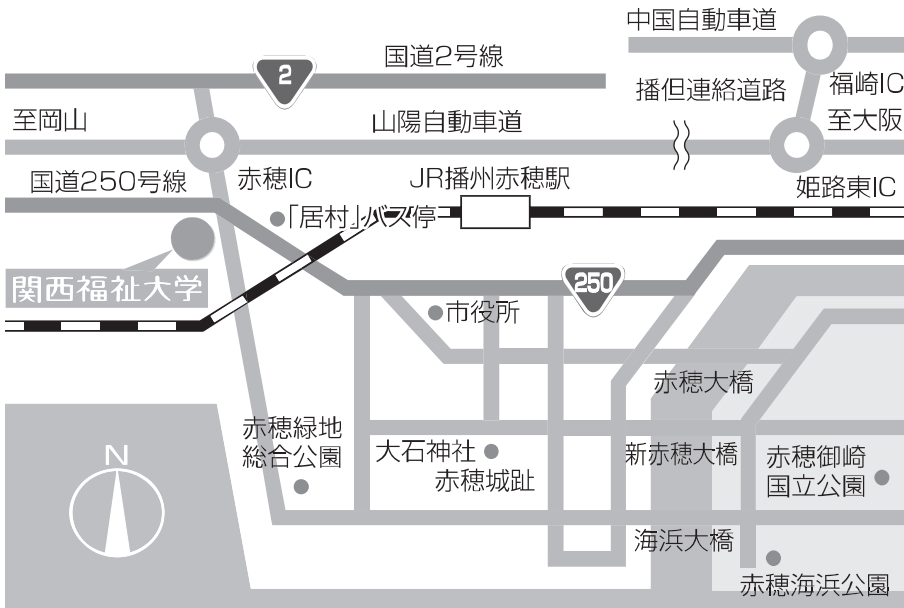 中国自動車道
国道2号線
2
播但連絡道路
福崎IC
至岡山
山陽自動車道
至大阪
国道250号線
赤穂IC
JR播州赤穂駅
姫路東IC
「居村」バス停
関西福祉大学
250
市役所
赤穂大橋
赤穂緑地
総合公園
大石神社
赤穂城趾
新赤穂大橋
赤穂御崎
国立公園
N
海浜大橋
赤穂海浜公園